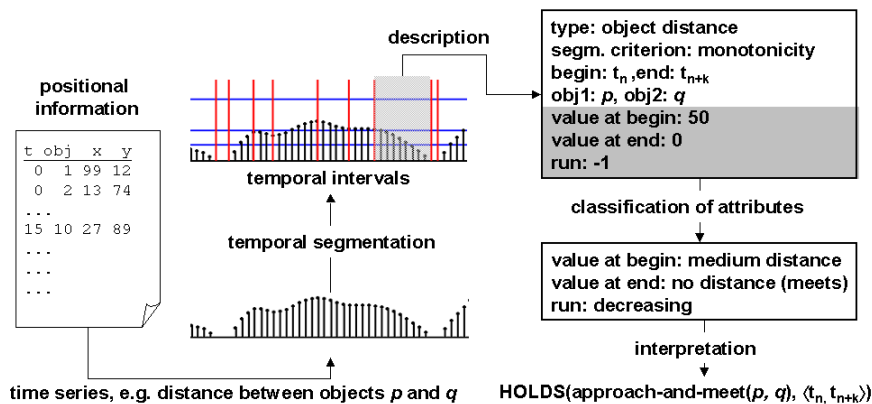 positional
information
t obj x y
0 1 99 12
0 2 13 74
...
15 10 27 89
...
...
...
time series, e.g. distance between objects p and q
temporal segmentation
temporal intervals
description
type: object distance
segm. criterion: monotonicity
begin: tn ,end: tn+k
obj1: p, obj2: q
value at begin: 50
value at end: 0
run: -1
classification of attributes
value at begin: medium distance
value at end: no distance (meets)
run: decreasing
interpretation
HOLDS(approach-and-meet(p, q), ⟨tn, tn+k⟩)